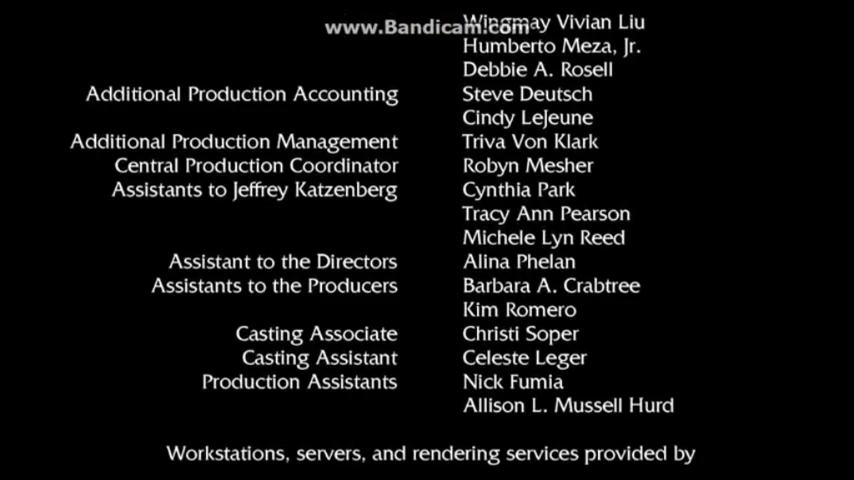 www.Bandicam.com
Wingmay Vivian Liu
Humberto Meza, Jr.
Debbie A. Rosell
Additional Production Accounting Steve Deutsch
Cindy LeJeune
Additional Production Management Triva Von Klark
Central Production Coordinator Robyn Mesher
Assistants to Jeffrey Katzenberg Cynthia Park
Tracy Ann Pearson
Michele Lyn Reed
Assistant to the Directors Alina Phelan
Assistants to the Producers Barbara A. Crabtree
Kim Romero
Casting Associate Christi Soper
Casting Assistant Celeste Leger
Production Assistants Nick Fumia
Allison L. Mussell Hurd
Workstations, servers, and rendering services provided by